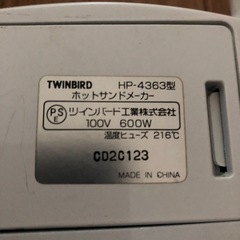 TWINBIRD HP-4363型
ホットサンドメーカー
PSE ツインバード工業株式会社
100V 600W
温度ヒューズ 216℃
CD2C123
MADE IN CHINA